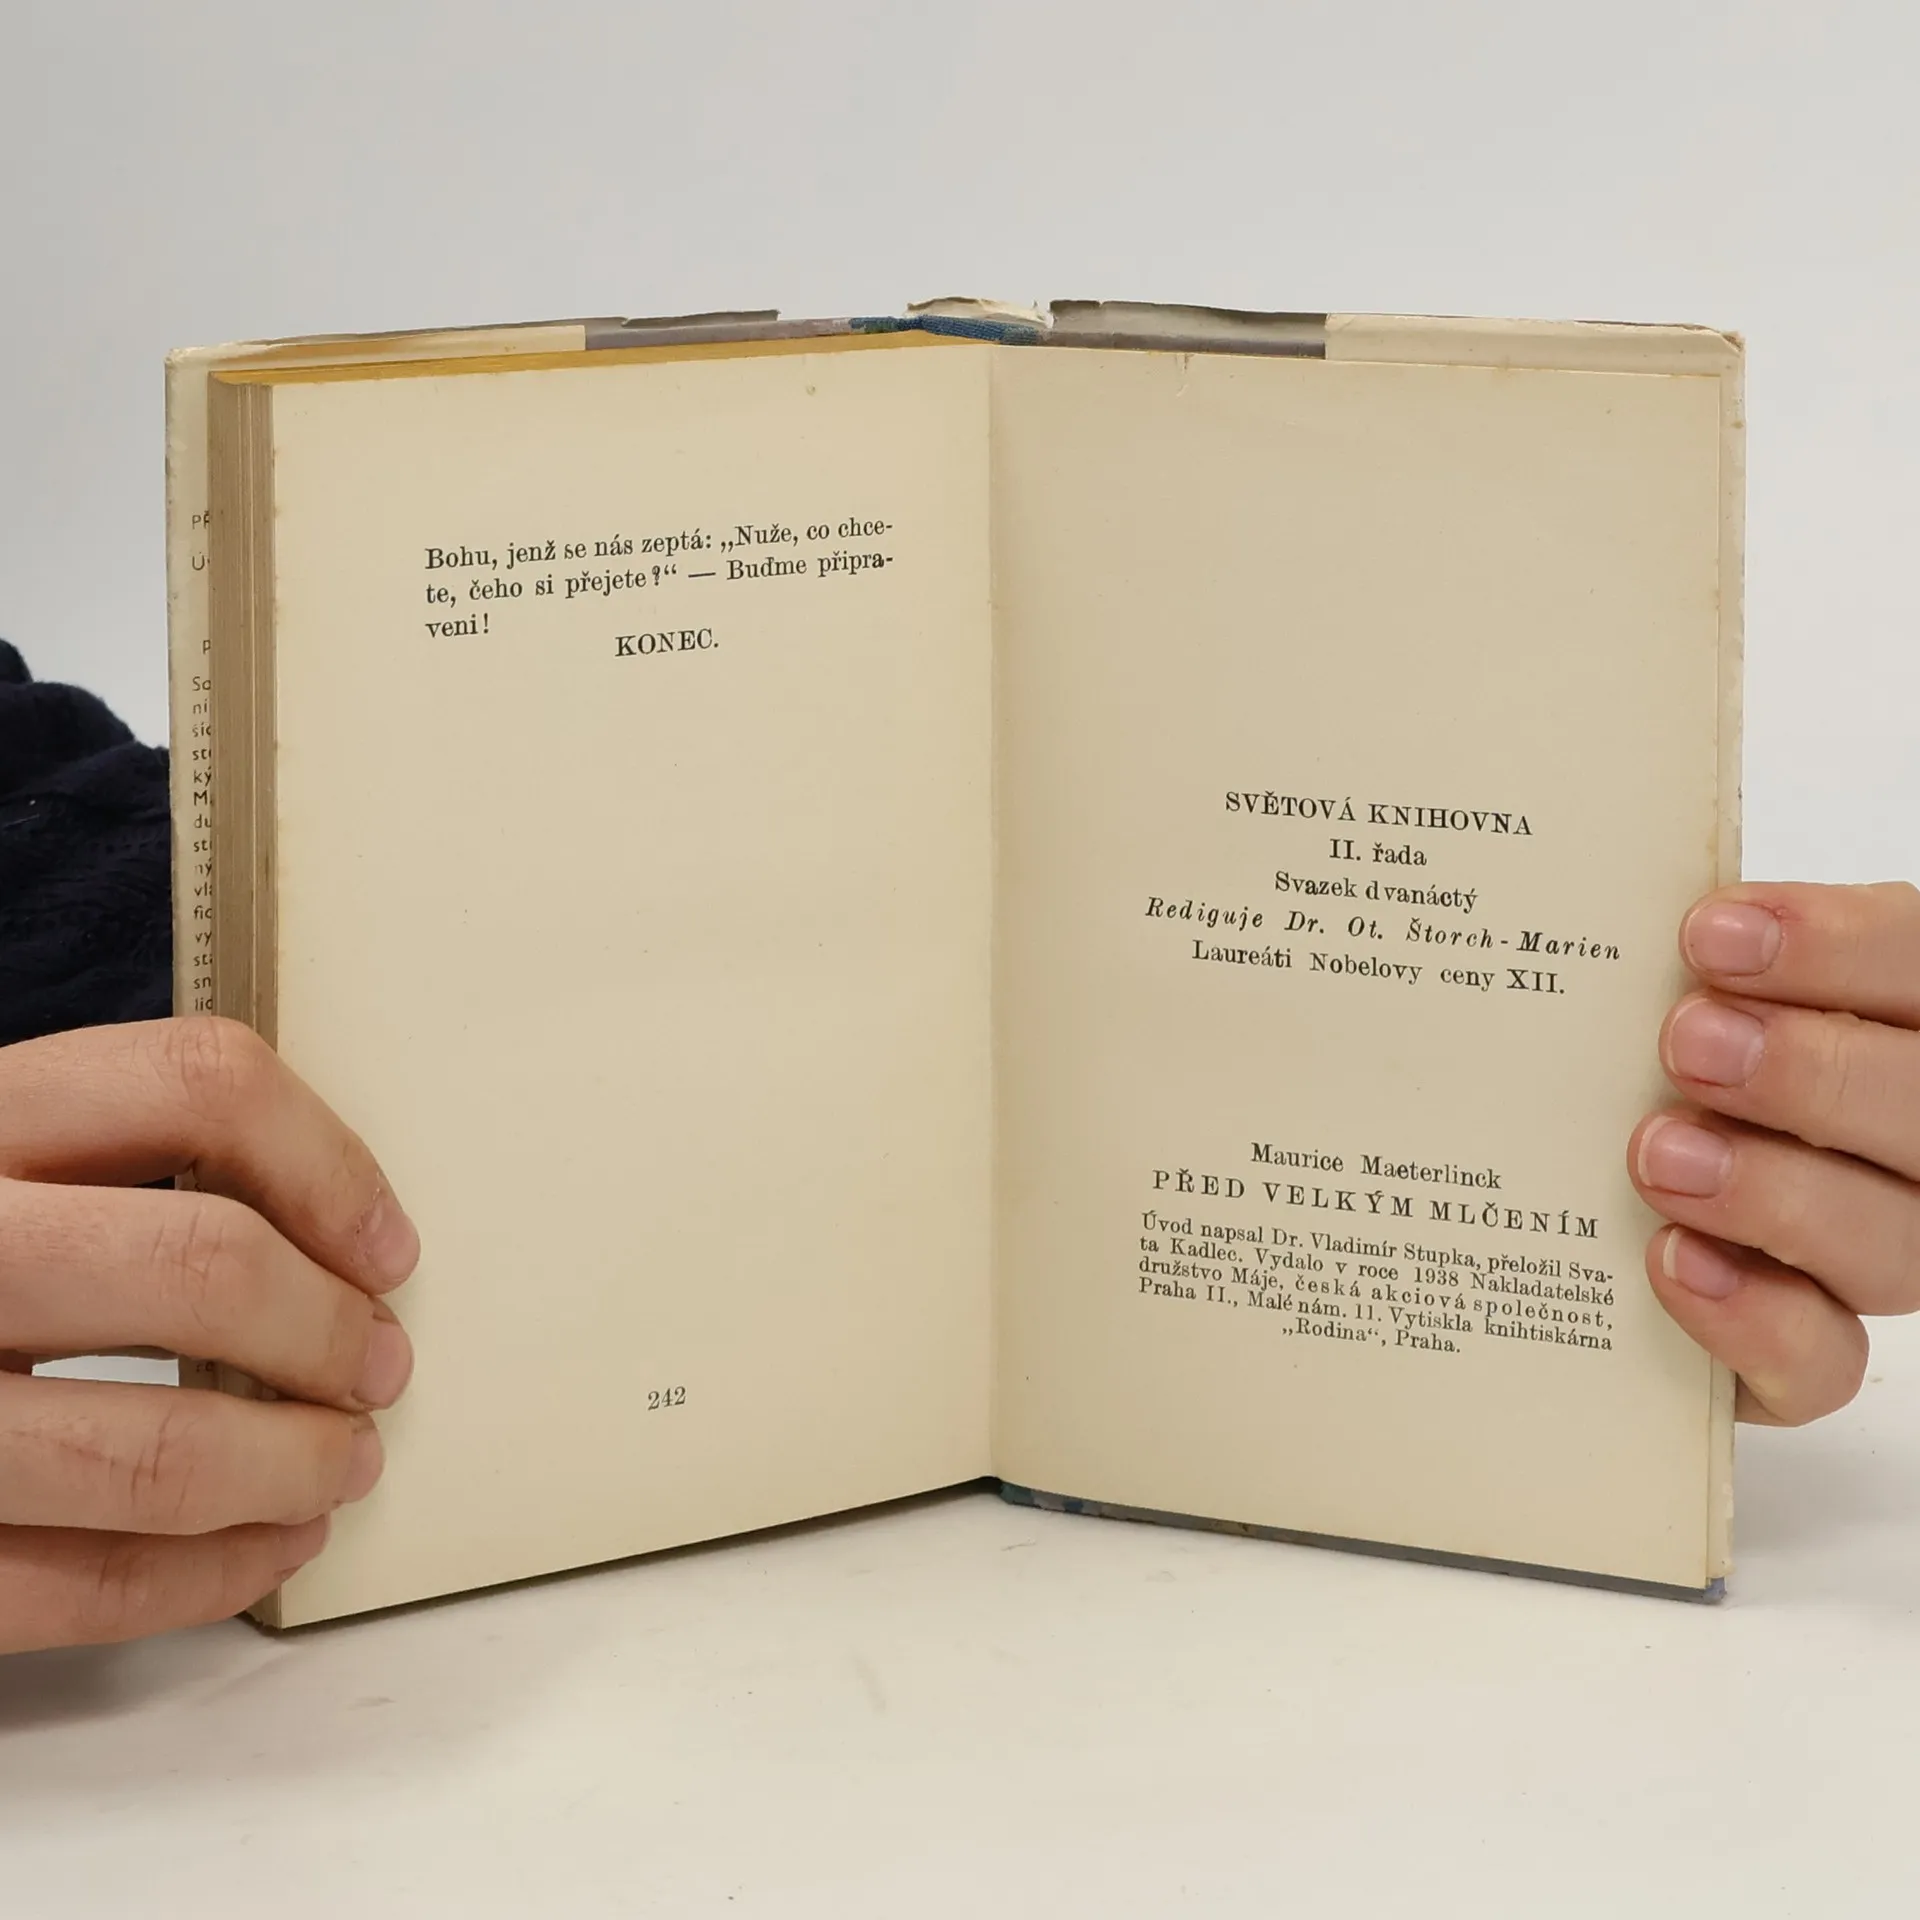 Bohu, jenž se nás zeptá: „Nuže, co chce-
te, čeho si přejete?“ — Buďme připra-
veni!
KONEC.
242
SVĚTOVÁ KNIHOVNA
II. řada
Svazek dvanáctý
Rediguje Dr. Ot. Štorch-Marien
Laureáti Nobelovy ceny XII.
Maurice Maeterlinck
PŘED VELKÝM MLČENÍM
Úvod napsal Dr. Vladimír Stupka, přeložil Sva-
ta Kadlec. Vydalo v roce 1938 Nakladatelské
družstvo Máje, česká akciová společnost,
Praha II., Malé nám. 11. Vytiskla knihtiskárna
„Rodina“, Praha.